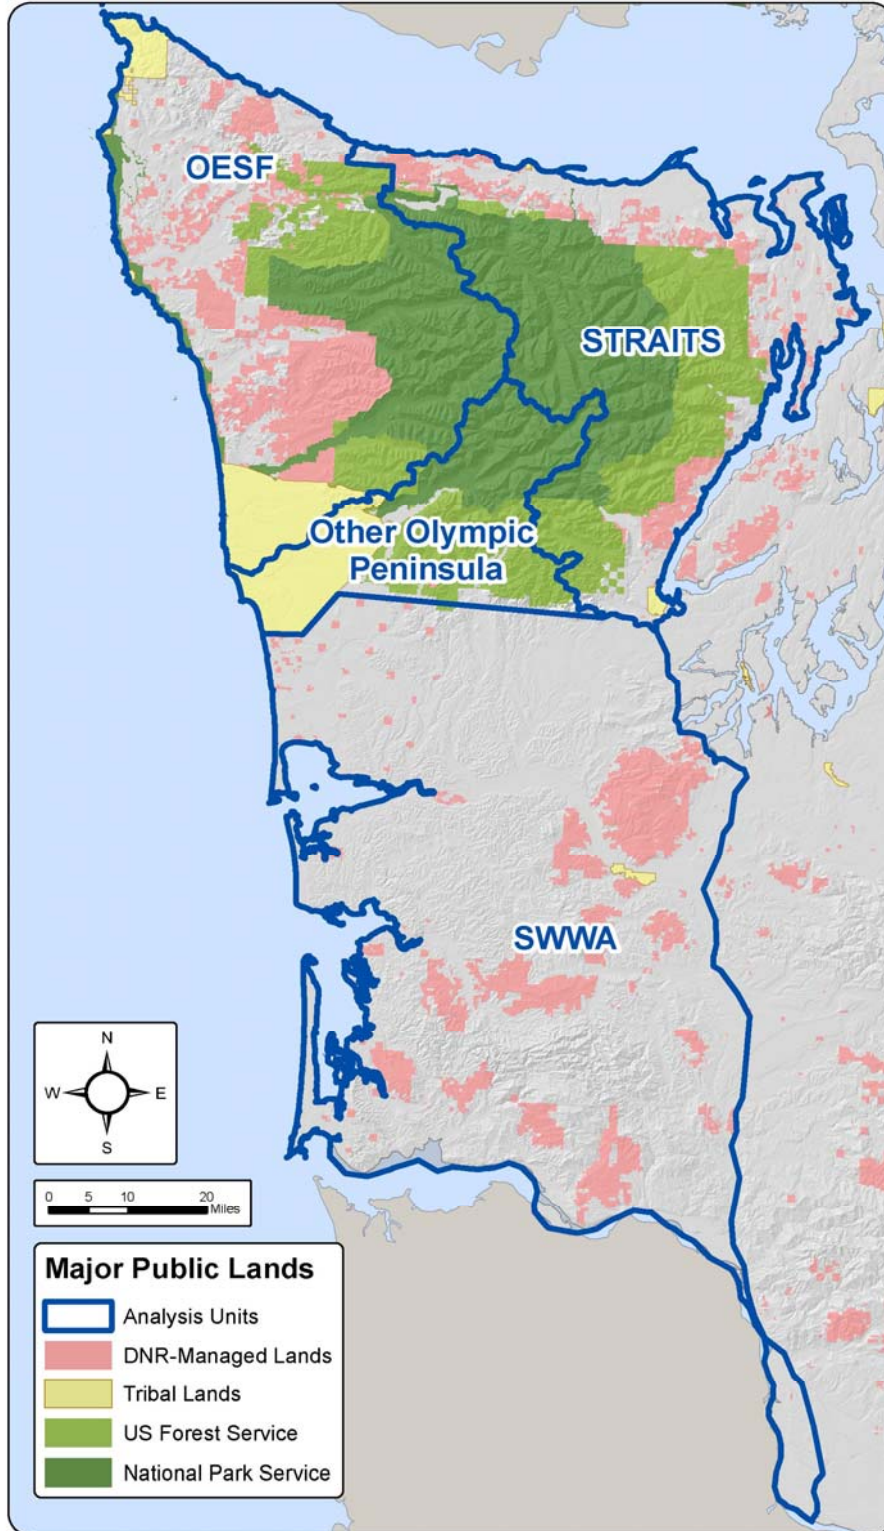 OESF
STRAITS
Other Olympic
Peninsula
SWWA
N
W E
S
0 5 10 20
Miles
Major Public Lands
Analysis Units
DNR-Managed Lands
Tribal Lands
US Forest Service
National Park Service